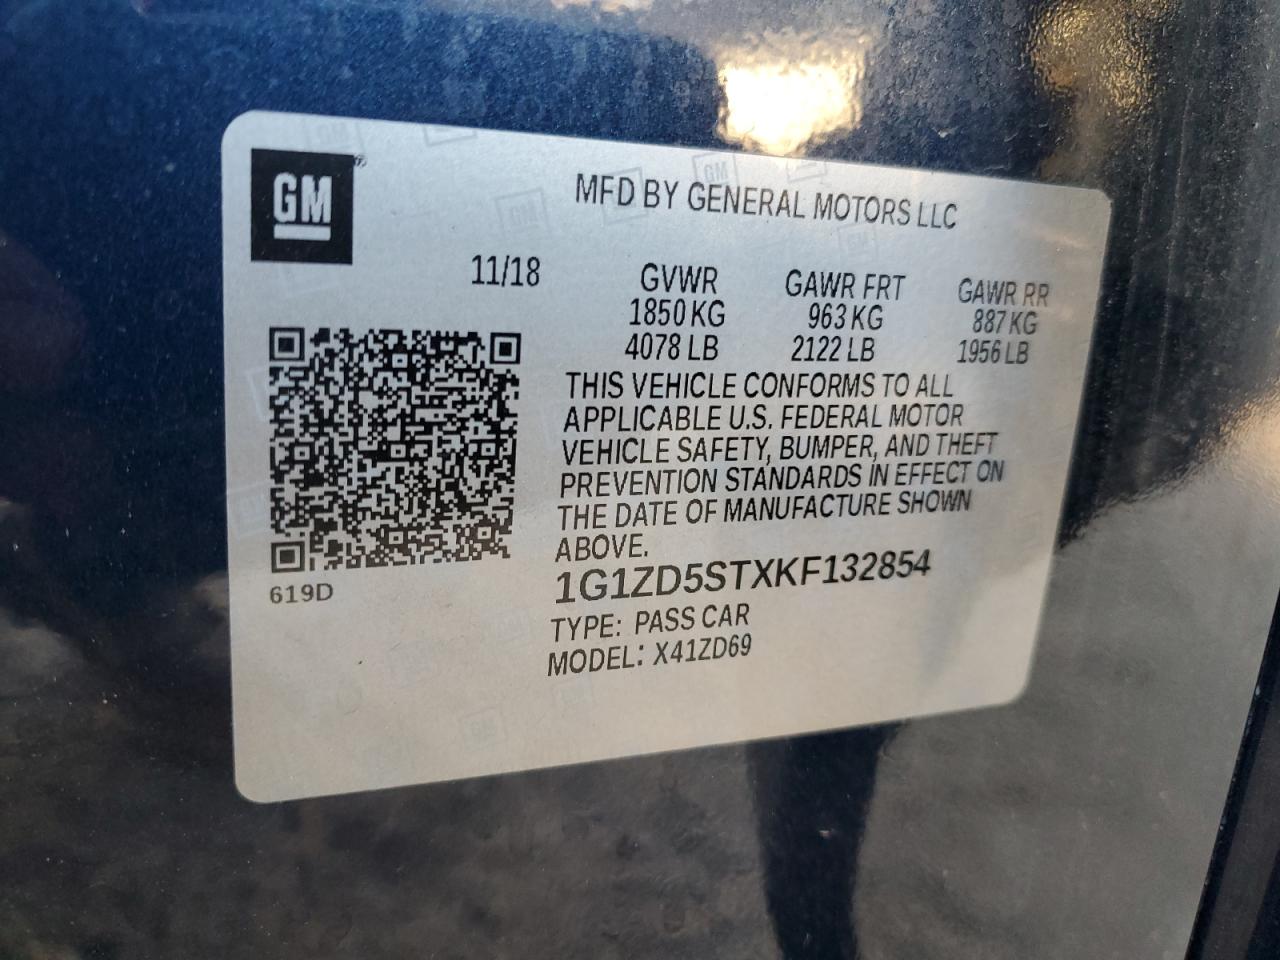 GM
MFD BY GENERAL MOTORS LLC
11/18
GVWR GAWR FRT GAWR RR
1850 KG 963 KG 887 KG
4078 LB 2122 LB 1956 LB
THIS VEHICLE CONFORMS TO ALL
APPLICABLE U.S. FEDERAL MOTOR
VEHICLE SAFETY, BUMPER, AND THEFT
PREVENTION STANDARDS IN EFFECT ON
THE DATE OF MANUFACTURE SHOWN
ABOVE.
1G1ZD5STXKF132854
619D
TYPE: PASS CAR
MODEL: X41ZD69